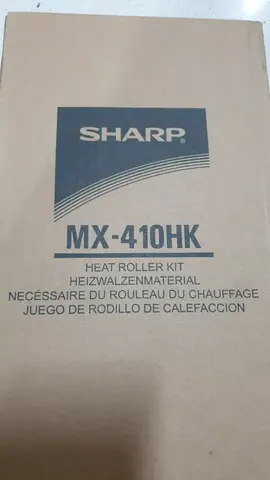 SHARP®
MX-410HK
HEAT ROLLER KIT
HEIZWALZENMATERIAL
NECÉSSAIRE DU ROULEAU DU CHAUFFAGE
JUEGO DE RODILLO DE CALEFACCION